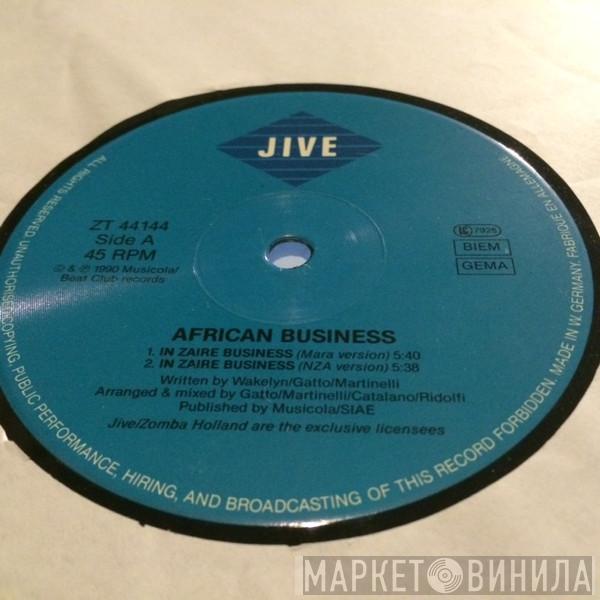 JIVE
ZT 44144
Side A
45 RPM
© & ℗ 1990 Musicola/
Beat Club records
LC 7925
BIEM
GEMA
AFRICAN BUSINESS
1. IN ZAIRE BUSINESS (Mara version) 5:40
2. IN ZAIRE BUSINESS (NZA version) 5:38
Written by Wakelyn/Gatto/Martinelli
Arranged & mixed by Gatto/Martinelli/Catalano/Ridolfi
Published by Musicola/SIAE
Jive/Zomba Holland are the exclusive licensees
ALL RIGHTS RESERVED. UNAUTHORISED COPYING, PUBLIC PERFORMANCE, HIRING, AND BROADCASTING OF THIS RECORD FORBIDDEN. MADE IN W. GERMANY. FABRIQUÉ EN ALLEMAGNE
МАРКЕТ ВИНИЛА